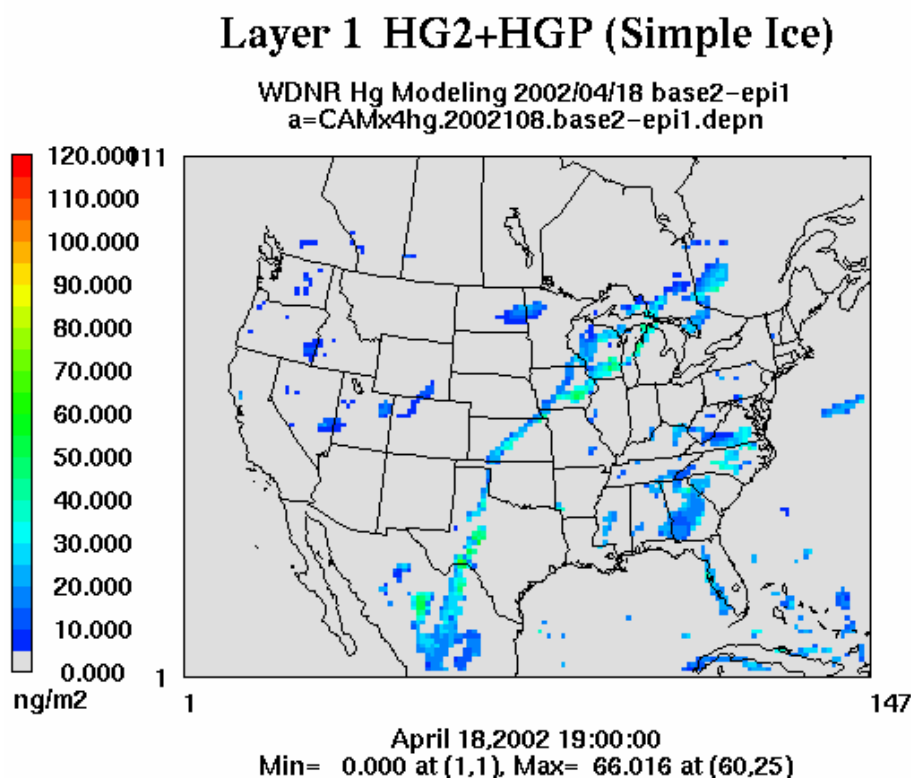 Layer 1 HG2+HGP (Simple Ice)
WDNR Hg Modeling 2002/04/18 base2-epi1
a=CAMx4hg.2002108.base2-epi1.depn
120.000
110.000
100.000
90.000
80.000
70.000
60.000
50.000
40.000
30.000
20.000
10.000
0.000
ng/m2
111
1
1
147
April 18,2002 19:00:00
Min= 0.000 at (1,1), Max= 66.016 at (60,25)